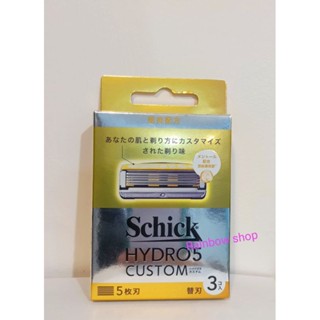 あなたの肌と剃り方にカスタマイズ
された剃り味
Schick
rainbow shop
HYDRO5
CUSTOM
3コ入
5枚刃
替刃